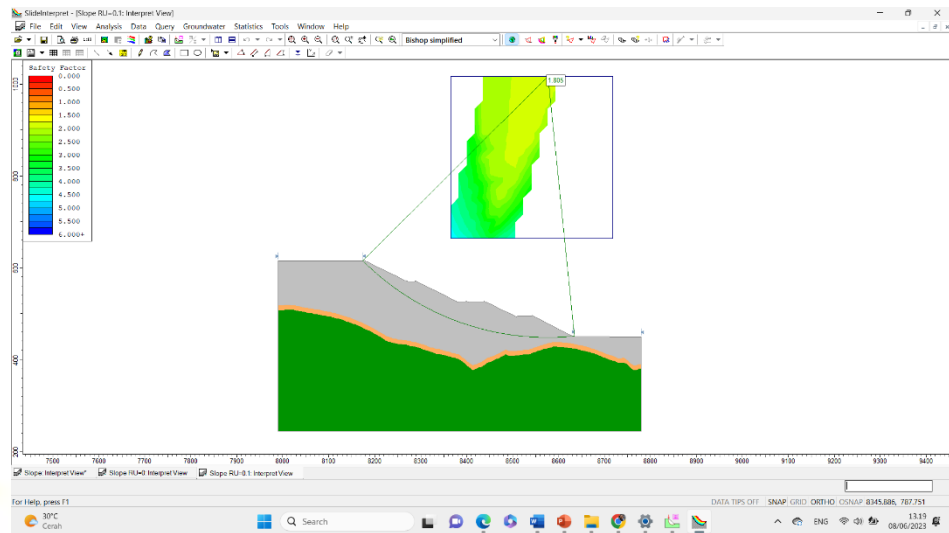 SlideInterpret - [Slope RU=0.1: Interpret View]
File Edit View Analysis Data Query Groundwater Statistics Tools Window Help
Bishop simplified
Safety Factor
0.000
0.500
1.000
1.500
2.000
2.500
3.000
3.500
4.000
4.500
5.000
5.500
6.000+
1.805
1000
800
600
400
200
7500 7600 7700 7800 7900 8000 8100 8200 8300 8400 8500 8600 8700 8800 8900 9000 9100 9200 9300 9400
Slope: Interpret View* Slope RU=0 Interpret View Slope RU=0.1: Interpret View
For Help, press F1
DATA TIPS OFF SNAP GRID ORTHO OSNAP 8345.886, 787.751
30°C
Cerah
Search
ENG
13.19
08/06/2023